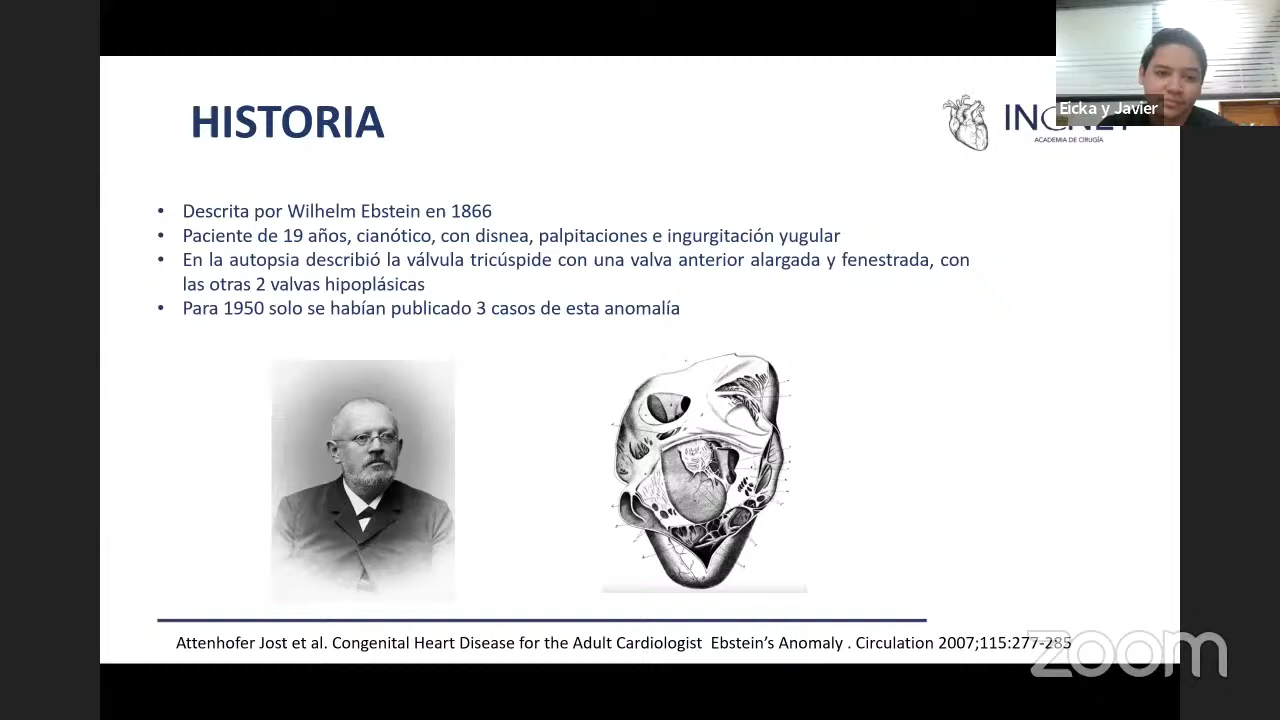 HISTORIA
Eicka y Javier
ACADEMIA DE CIRUGÍA
• Descrita por Wilhelm Ebstein en 1866
• Paciente de 19 años, cianótico, con disnea, palpitaciones e ingurgitación yugular
• En la autopsia describió la válvula tricúspide con una valva anterior alargada y fenestrada, con
las otras 2 valvas hipoplásicas
• Para 1950 solo se habían publicado 3 casos de esta anomalía
Attenhofer Jost et al. Congenital Heart Disease for the Adult Cardiologist Ebstein’s Anomaly . Circulation 2007;115:277-285
zoom